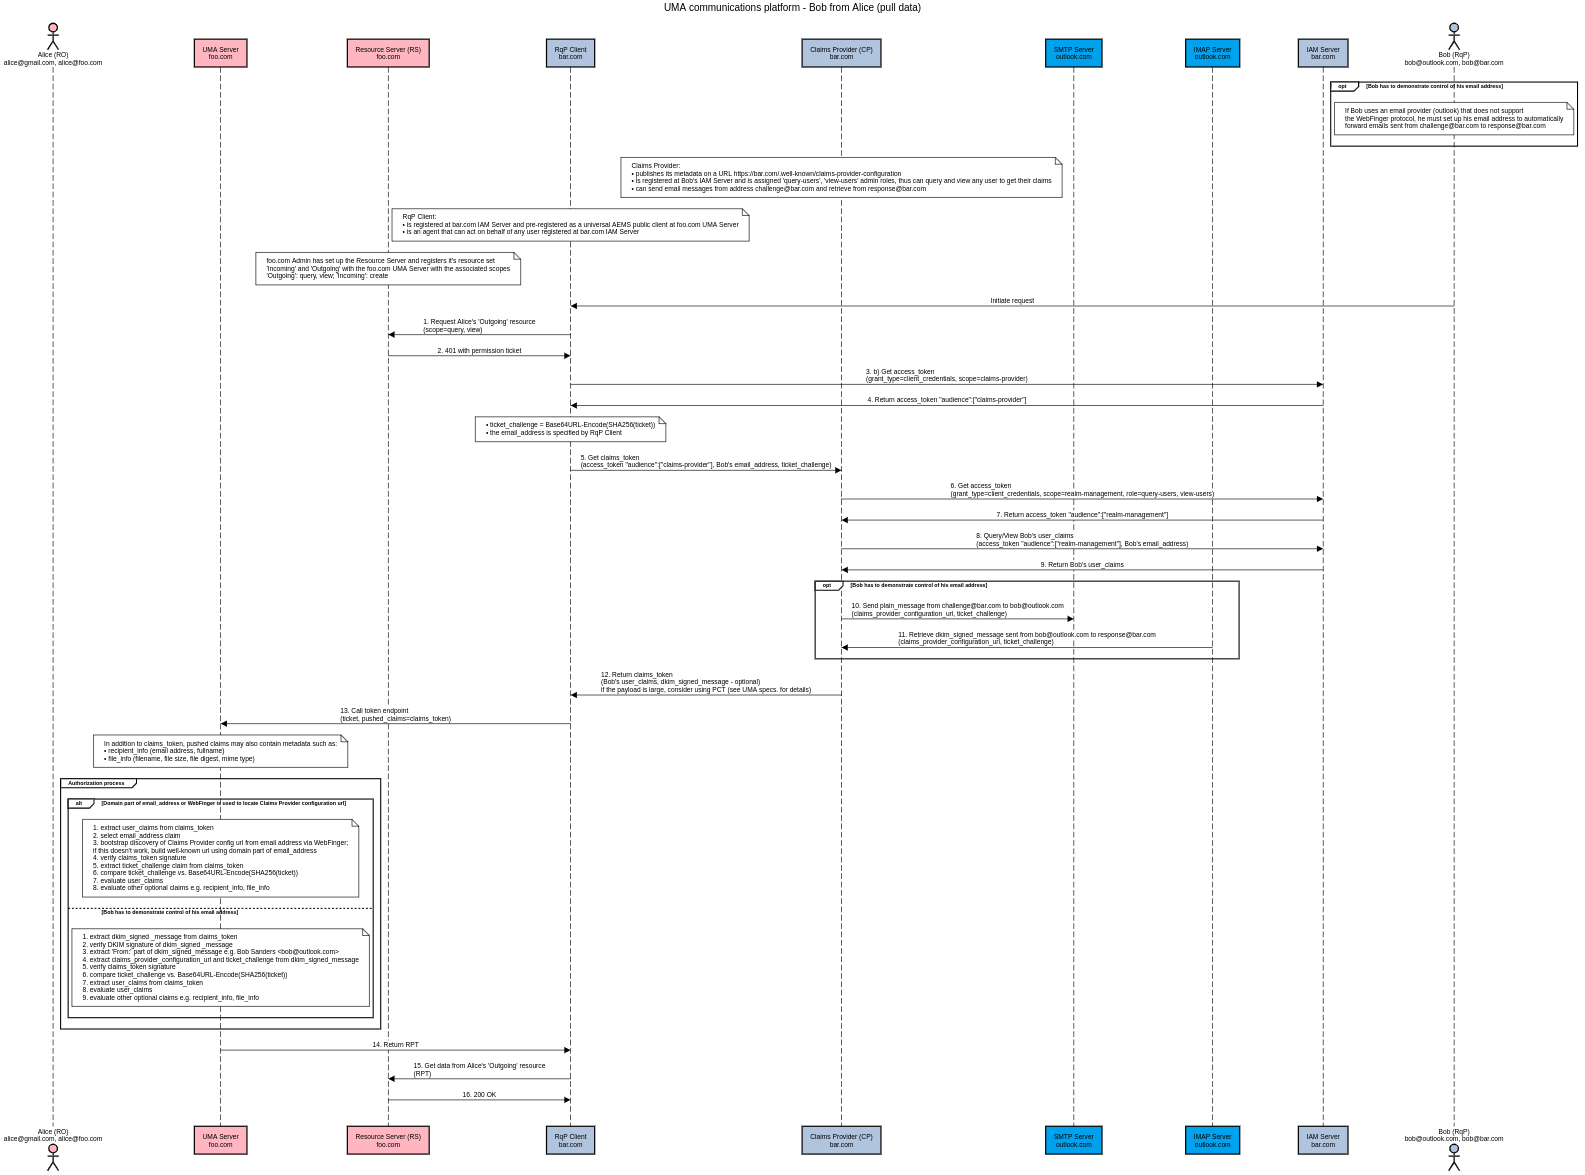 UMA communications platform - Bob from Alice (pull data)
Alice (RO)
alice@gmail.com, alice@foo.com
UMA Server
foo.com
Resource Server (RS)
foo.com
RqP Client
bar.com
Claims Provider (CP)
bar.com
SMTP Server
outlook.com
IMAP Server
outlook.com
IAM Server
bar.com
Bob (RqP)
bob@outlook.com, bob@bar.com
opt [Bob has to demonstrate control of his email address]
If Bob uses an email provider (outlook) that does not support
the WebFinger protocol, he must set up his email address to automatically
forward emails sent from challenge@bar.com to response@bar.com
Claims Provider:
• publishes its metadata on a URL https://bar.com/.well-known/claims-provider-configuration
• is registered at Bob's IAM Server and is assigned 'query-users', 'view-users' admin roles, thus can query and view any user to get their claims
• can send email messages from address challenge@bar.com and retrieve from response@bar.com
RqP Client:
• is registered at bar.com IAM Server and pre-registered as a universal AEMS public client at foo.com UMA Server
• is an agent that can act on behalf of any user registered at bar.com IAM Server
foo.com Admin has set up the Resource Server and registers it's resource set
'Incoming' and 'Outgoing' with the foo.com UMA Server with the associated scopes
'Outgoing': query, view; 'Incoming': create
Initiate request
1. Request Alice's 'Outgoing' resource
(scope=query, view)
2. 401 with permission ticket
3. b) Get access_token
(grant_type=client_credentials, scope=claims-provider)
4. Return access_token "audience":["claims-provider"]
• ticket_challenge = Base64URL-Encode(SHA256(ticket))
• the email_address is specified by RqP Client
5. Get claims_token
(access_token "audience":["claims-provider"], Bob's email_address, ticket_challenge)
6. Get access_token
(grant_type=client_credentials, scope=realm-management, role=query-users, view-users)
7. Return access_token "audience":["realm-management"]
8. Query/View Bob's user_claims
(access_token "audience":["realm-management"], Bob's email_address)
9. Return Bob's user_claims
opt [Bob has to demonstrate control of his email address]
10. Send plain_message from challenge@bar.com to bob@outlook.com
(claims_provider_configuration_url, ticket_challenge)
11. Retrieve dkim_signed_message sent from bob@outlook.com to response@bar.com
(claims_provider_configuration_url, ticket_challenge)
12. Return claims_token
(Bob's user_claims, dkim_signed_message - optional)
if the payload is large, consider using PCT (see UMA specs. for details)
13. Call token endpoint
(ticket, pushed_claims=claims_token)
In addition to claims_token, pushed claims may also contain metadata such as:
• recipient_info (email address, fullname)
• file_info (filename, file size, file digest, mime type)
Authorization process
alt [Domain part of email_address or WebFinger is used to locate Claims Provider configuration url]
1. extract user_claims from claims_token
2. select email_address claim
3. bootstrap discovery of Claims Provider config url from email address via WebFinger;
if this doesn't work, build well-known url using domain part of email_address
4. verify claims_token signature
5. extract ticket_challenge claim from claims_token
6. compare ticket_challenge vs. Base64URL-Encode(SHA256(ticket))
7. evaluate user_claims
8. evaluate other optional claims e.g. recipient_info, file_info
[Bob has to demonstrate control of his email address]
1. extract dkim_signed _message from claims_token
2. verify DKIM signature of dkim_signed _message
3. extract 'From:' part of dkim_signed_message e.g. Bob Sanders <bob@outlook.com>
4. extract claims_provider_configuration_url and ticket_challenge from dkim_signed_message
5. verify claims_token signature
6. compare ticket_challenge vs. Base64URL-Encode(SHA256(ticket))
7. extract user_claims from claims_token
8. evaluate user_claims
9. evaluate other optional claims e.g. recipient_info, file_info
14. Return RPT
15. Get data from Alice's 'Outgoing' resource
(RPT)
16. 200 OK
Alice (RO)
alice@gmail.com, alice@foo.com
UMA Server
foo.com
Resource Server (RS)
foo.com
RqP Client
bar.com
Claims Provider (CP)
bar.com
SMTP Server
outlook.com
IMAP Server
outlook.com
IAM Server
bar.com
Bob (RqP)
bob@outlook.com, bob@bar.com